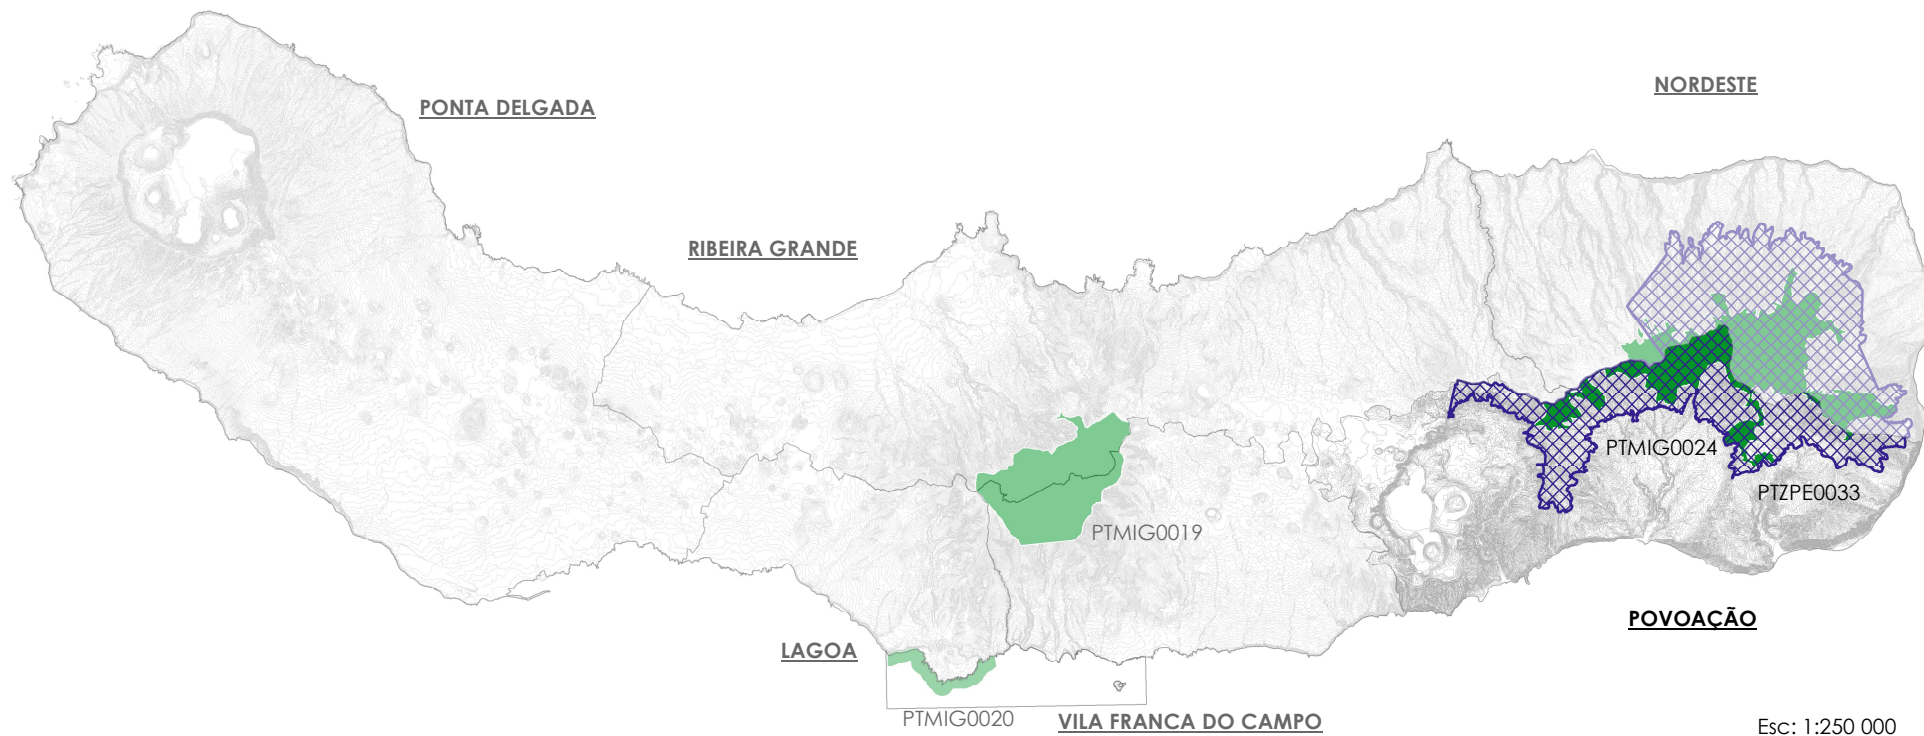 NORDESTE
PONTA DELGADA
RIBEIRA GRANDE
PTMIG0024
PTZPE0033
PTMIG0019
POVOAÇÃO
LAGOA
PTMIG0020
VILA FRANCA DO CAMPO
Esc: 1:250 000